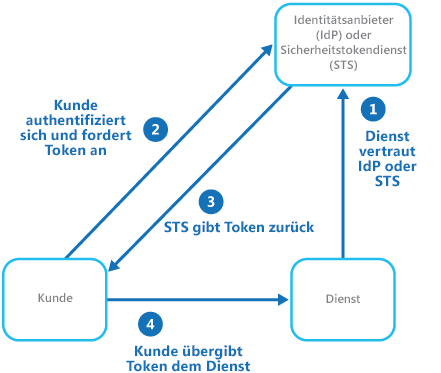 Identitätsanbieter
(IdP) oder
Sicherheitstokendienst
(STS)
Kunde
authentifiziert
sich und fordert
Token an
2
1
Dienst
vertraut
IdP oder
STS
3
STS gibt Token zurück
Kunde
Dienst
4
Kunde übergibt
Token dem Dienst